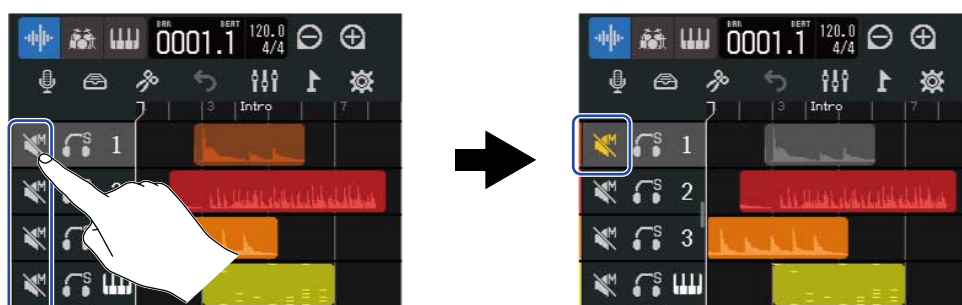 BAR BEAT
0001.1 120.0 4/4
3 Intro 7
M S 1
M S
M S
M S
BAR BEAT
0001.1 120.0 4/4
3 Intro 7
M S 1
M S 2
M S 3
M S